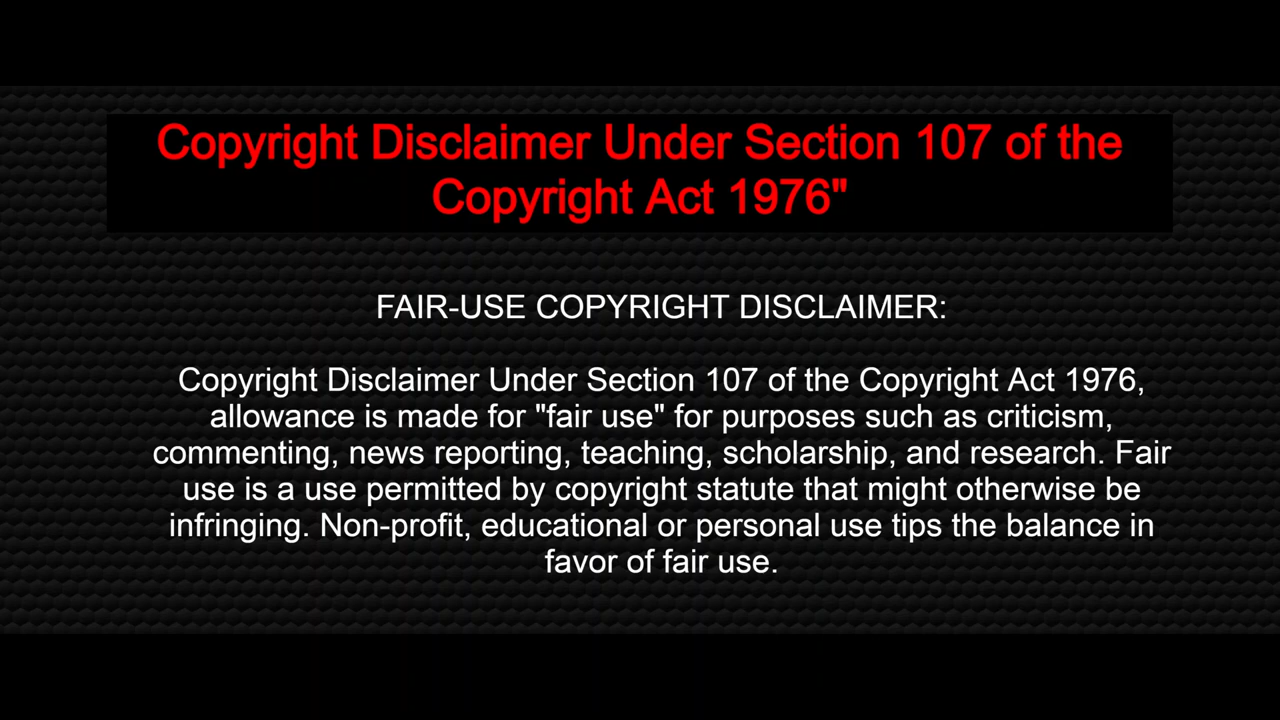 Copyright Disclaimer Under Section 107 of the
Copyright Act 1976"
FAIR-USE COPYRIGHT DISCLAIMER:
Copyright Disclaimer Under Section 107 of the Copyright Act 1976,
allowance is made for "fair use" for purposes such as criticism,
commenting, news reporting, teaching, scholarship, and research. Fair
use is a use permitted by copyright statute that might otherwise be
infringing. Non-profit, educational or personal use tips the balance in
favor of fair use.